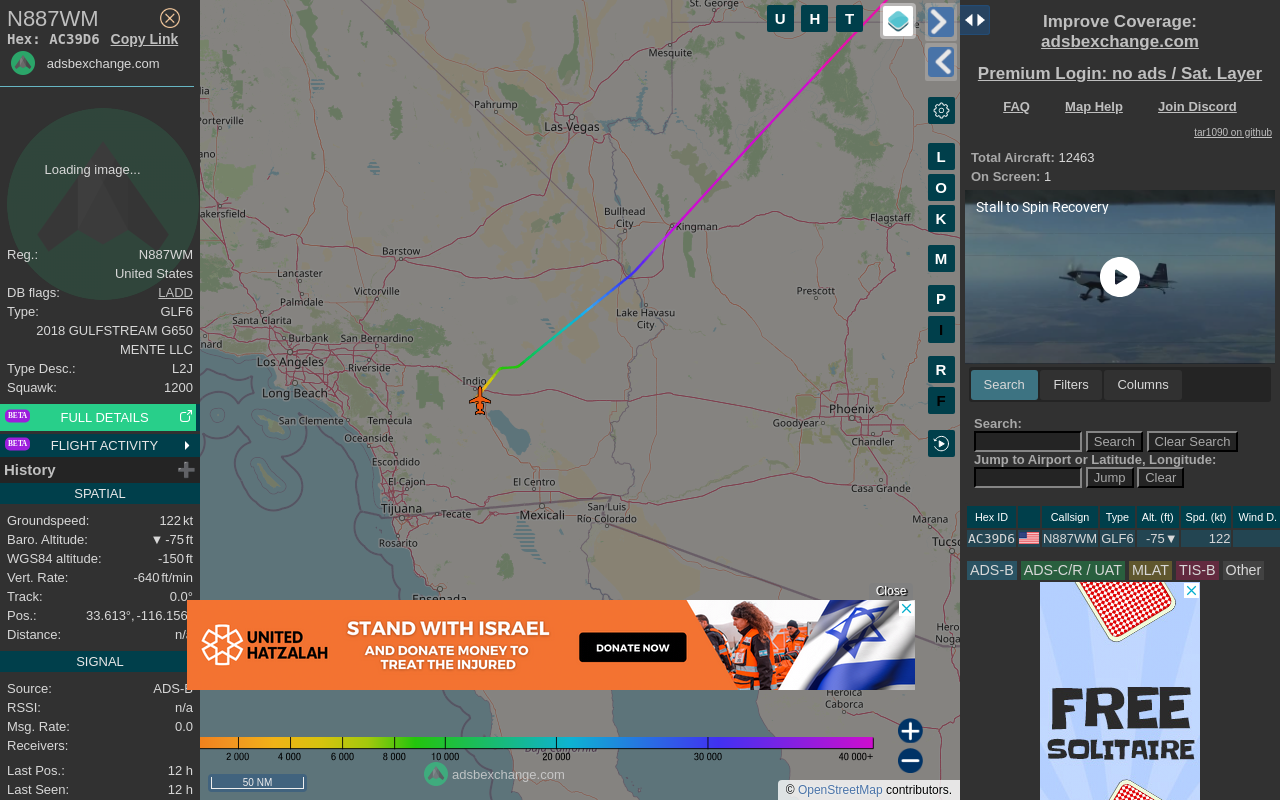 N887WM
Hex: AC39D6 Copy Link
adsbexchange.com
Loading image...
Reg.: N887WM
United States
DB flags: LADD
Type: GLF6
2018 GULFSTREAM G650
MENTE LLC
Type Desc.: L2J
Squawk: 1200
BETA FULL DETAILS
BETA FLIGHT ACTIVITY
History
SPATIAL
Groundspeed: 122 kt
Baro. Altitude: ▼ -75 ft
WGS84 altitude: -150 ft
Vert. Rate: -640 ft/min
Track: 0.0°
Pos.: 33.613°, -116.156
Distance: n/a
SIGNAL
Source: ADS-B
RSSI: n/a
Msg. Rate: 0.0
Receivers:
Last Pos.: 12 h
Last Seen: 12 h
U H T
L
O
K
M
P
I
R
F
St. George
Mesquite
Pahrump
Las Vegas
lia
Porterville
ano
akersfield
Bullhead
City
Kingman
Flagstaff
Barstow
Lancaster
Victorville
Palmdale
Prescott
Santa Clarita
Lake Havasu
City
nard
Burbank
San Bernardino
Los Angeles
Riverside
Indio
Long Beach
Phoenix
San Clemente
Temecula
Goodyear
Oceanside
Chandler
Escondido
El Cajon
El Centro
Casa Grande
Tijuana
Tecate
Mexicali
San Luis
Río Colorado
Marana
Rosarito
Tucso
Ensenada
Hero
Noga
Heroica
Caborca
Baja California
Close
UNITED
HATZALAH
STAND WITH ISRAEL
AND DONATE MONEY TO
TREAT THE INJURED
DONATE NOW
2 000 4 000 6 000 8 000 10 000 20 000 30 000 40 000+
adsbexchange.com
50 NM
© OpenStreetMap contributors.
Improve Coverage:
adsbexchange.com
Premium Login: no ads / Sat. Layer
FAQ Map Help Join Discord
tar1090 on github
Total Aircraft: 12463
On Screen: 1
Stall to Spin Recovery
Search Filters Columns
Search:
Search Clear Search
Jump to Airport or Latitude, Longitude:
Jump Clear
Hex ID Callsign Type Alt. (ft) Spd. (kt) Wind D.
AC39D6 N887WM GLF6 -75▼ 122
ADS-B ADS-C/R / UAT MLAT TIS-B Other
FREE
SOLITAIRE